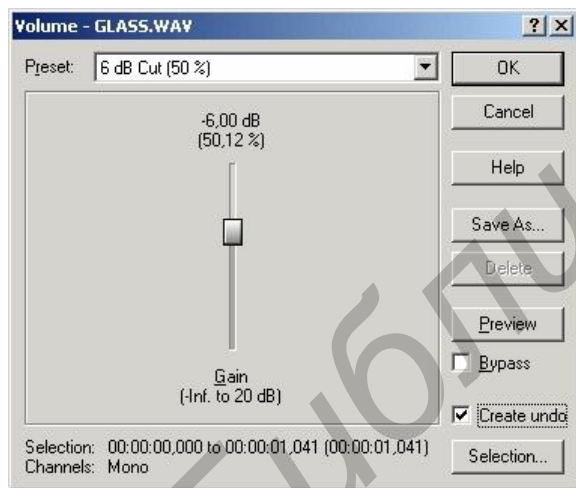 Volume - GLASS.WAV
Preset: 6 dB Cut (50 %)
OK
-6,00 dB
(50,12 %)
Cancel
Help
Save As...
Delete
Preview
Bypass
Gain
(-Inf. to 20 dB)
Create undo
Selection: 00:00:00,000 to 00:00:01,041 (00:00:01,041)
Channels: Mono
Selection...